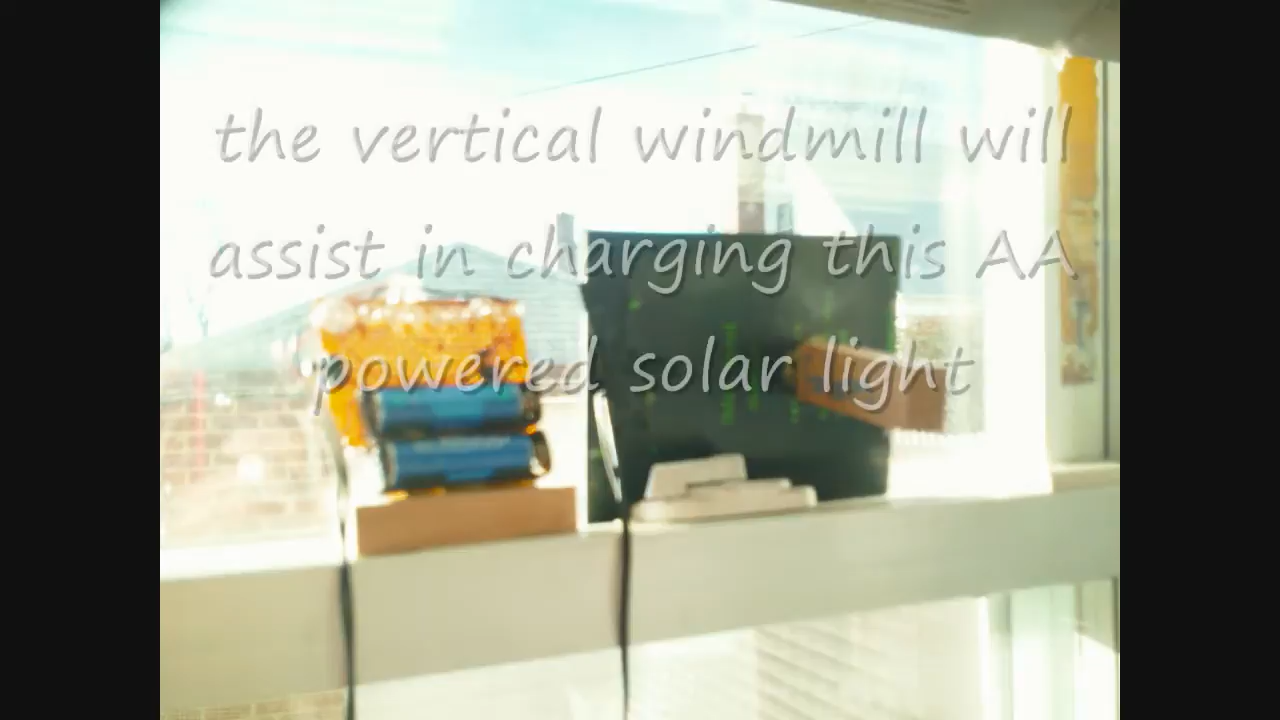 the vertical windmill will
assist in charging this AA
powered solar light